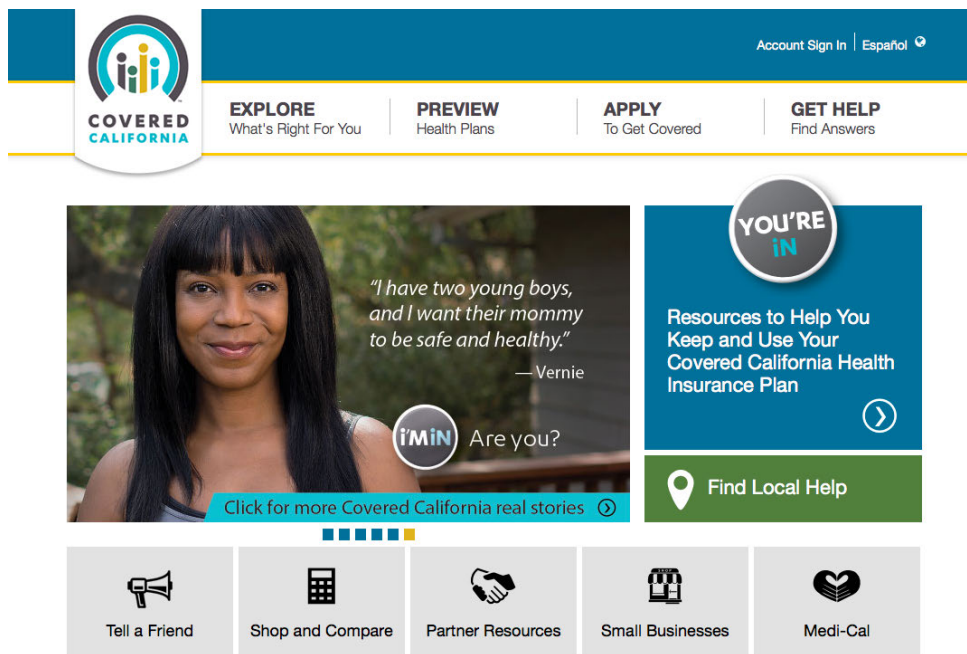 Account Sign In Español
COVERED
CALIFORNIA
EXPLORE
What's Right For You
PREVIEW
Health Plans
APPLY
To Get Covered
GET HELP
Find Answers
“I have two young boys,
and I want their mommy
to be safe and healthy.”
— Vernie
i'MiN Are you?
Click for more Covered California real stories
YOU'RE
iN
Resources to Help You
Keep and Use Your
Covered California Health
Insurance Plan
Find Local Help
Tell a Friend
Shop and Compare
Partner Resources
SHOP
Small Businesses
Medi-Cal